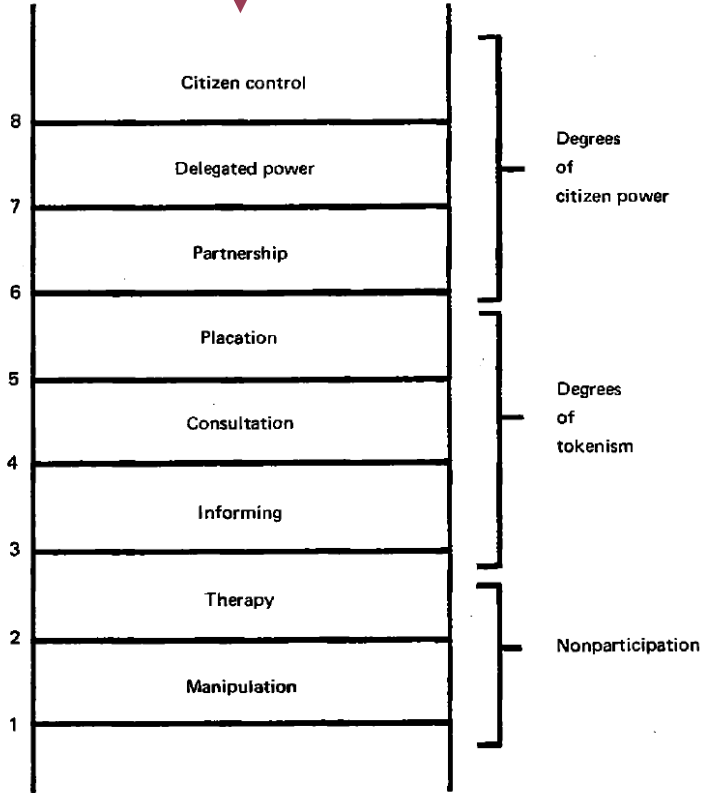 Citizen control
8
Delegated power
7
Partnership
6
Placation
5
Consultation
4
Informing
3
Therapy
2
Manipulation
1
Degrees
of
citizen power
Degrees
of
tokenism
Nonparticipation